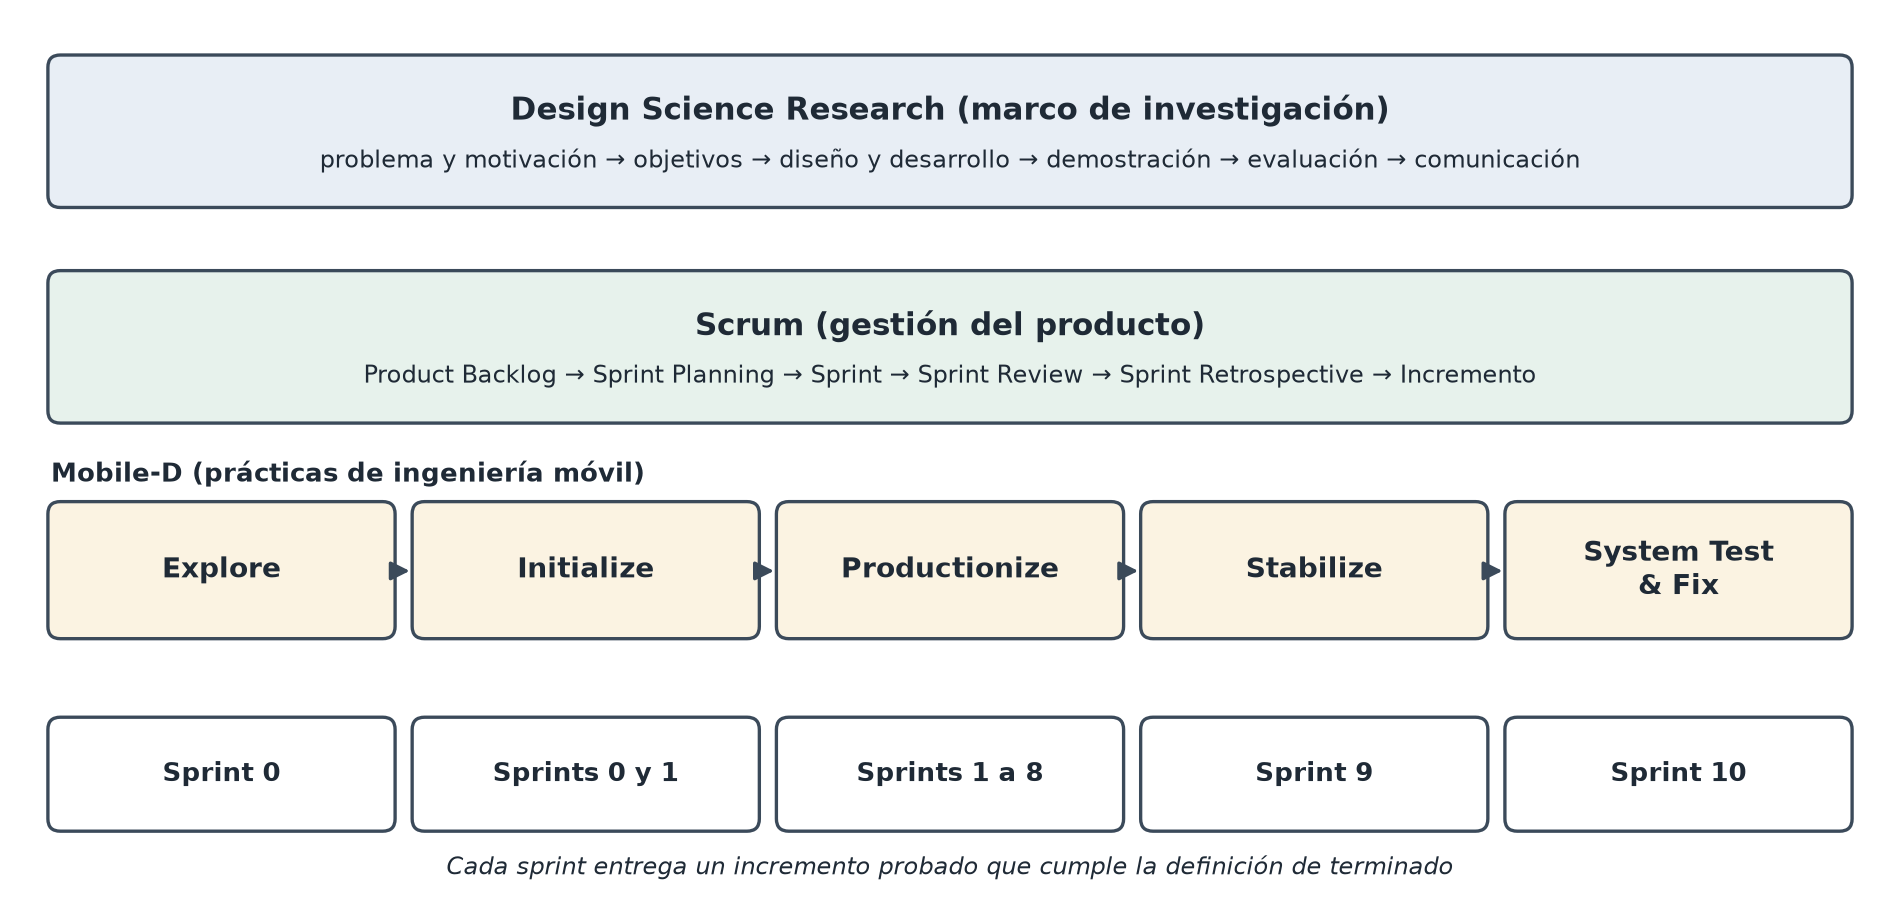 Design Science Research (marco de investigación)
problema y motivación → objetivos → diseño y desarrollo → demostración → evaluación → comunicación
Scrum (gestión del producto)
Product Backlog → Sprint Planning → Sprint → Sprint Review → Sprint Retrospective → Incremento
Mobile-D (prácticas de ingeniería móvil)
Explore
Initialize
Productionize
Stabilize
System Test
& Fix
Sprint 0
Sprints 0 y 1
Sprints 1 a 8
Sprint 9
Sprint 10
Cada sprint entrega un incremento probado que cumple la definición de terminado